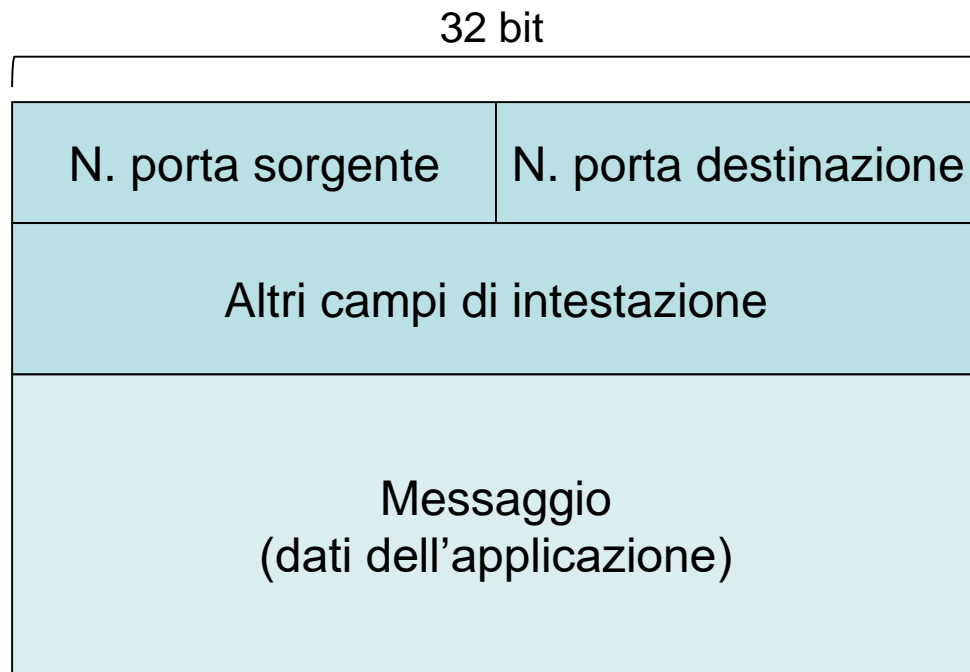 32 bit
N. porta sorgente
N. porta destinazione
Altri campi di intestazione
Messaggio
(dati dell’applicazione)